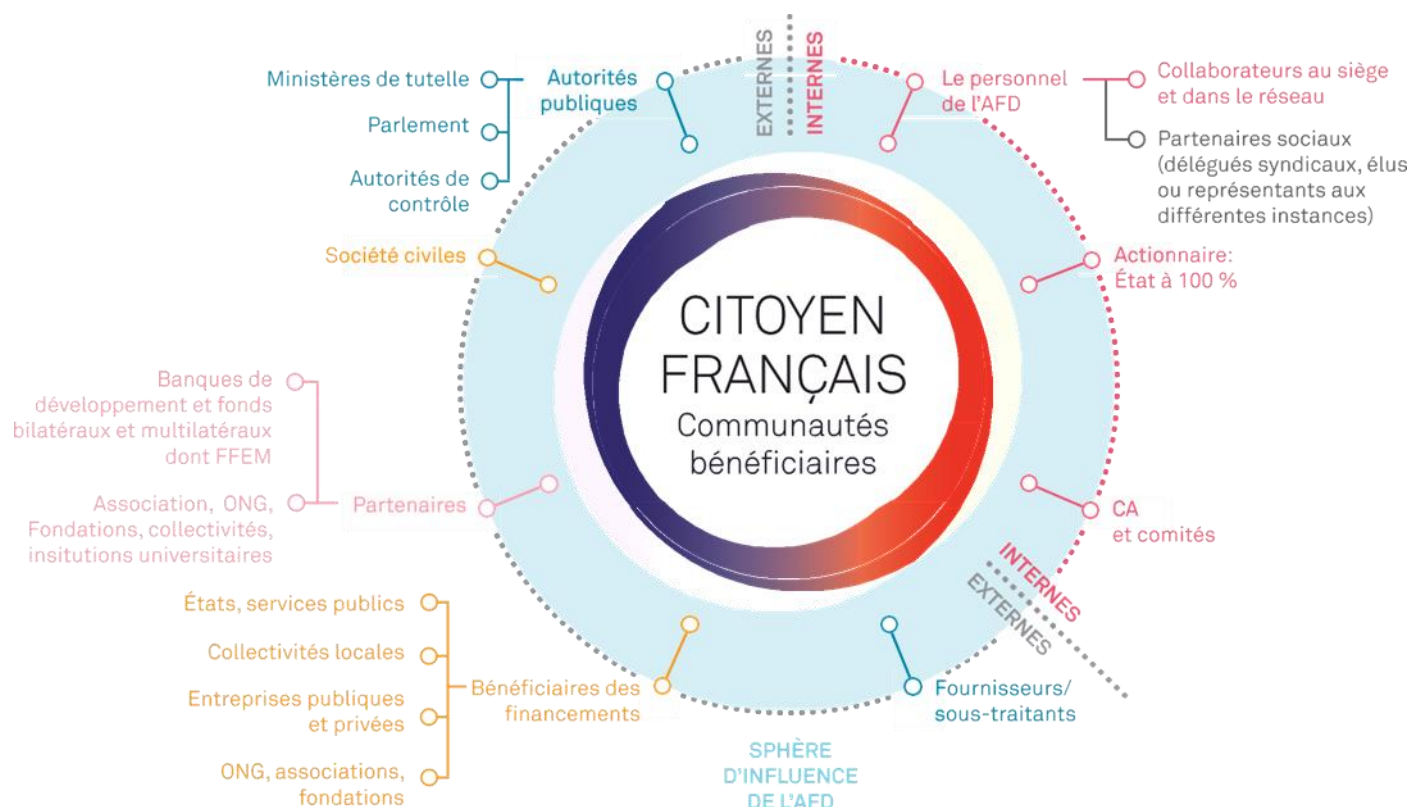 EXTERNES
INTERNES
Ministères de tutelle
Parlement
Autorités de
contrôle
Autorités
publiques
Le personnel
de l'AFD
Collaborateurs au siège
et dans le réseau
Partenaires sociaux
(délégués syndicaux, élus
ou représentants aux
différentes instances)
Société civiles
Actionnaire:
État à 100 %
CITOYEN
FRANÇAIS
Communautés
bénéficiaires
Banques de
développement et fonds
bilatéraux et multilatéraux
dont FFEM
Association, ONG,
Fondations, collectivités,
insitutions universitaires
Partenaires
CA
et comités
INTERNES
EXTERNES
États, services publics
Collectivités locales
Entreprises publiques
et privées
ONG, associations,
fondations
Bénéficiaires des
financements
Fournisseurs/
sous-traitants
SPHÈRE
D'INFLUENCE
DE L'AFD